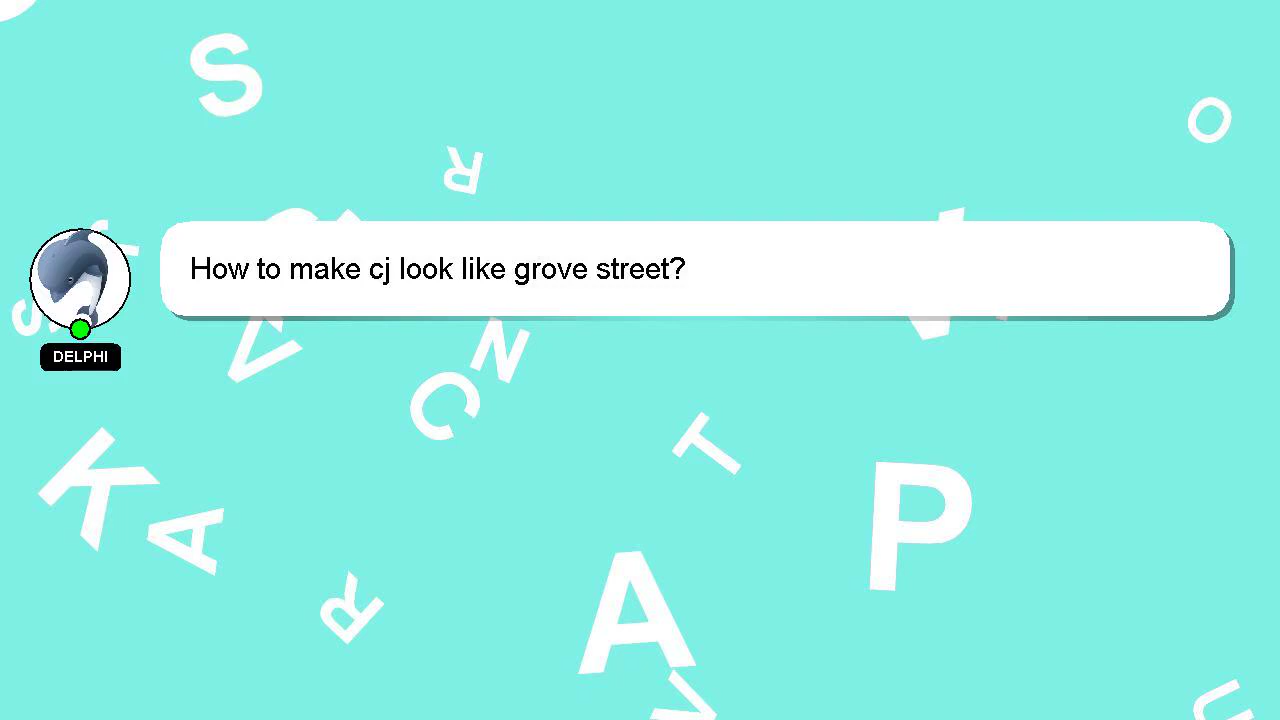 S
R
O
How to make cj look like grove street?
DELPHI
S
V
N
C
T
K
A
P
R
A
V
U